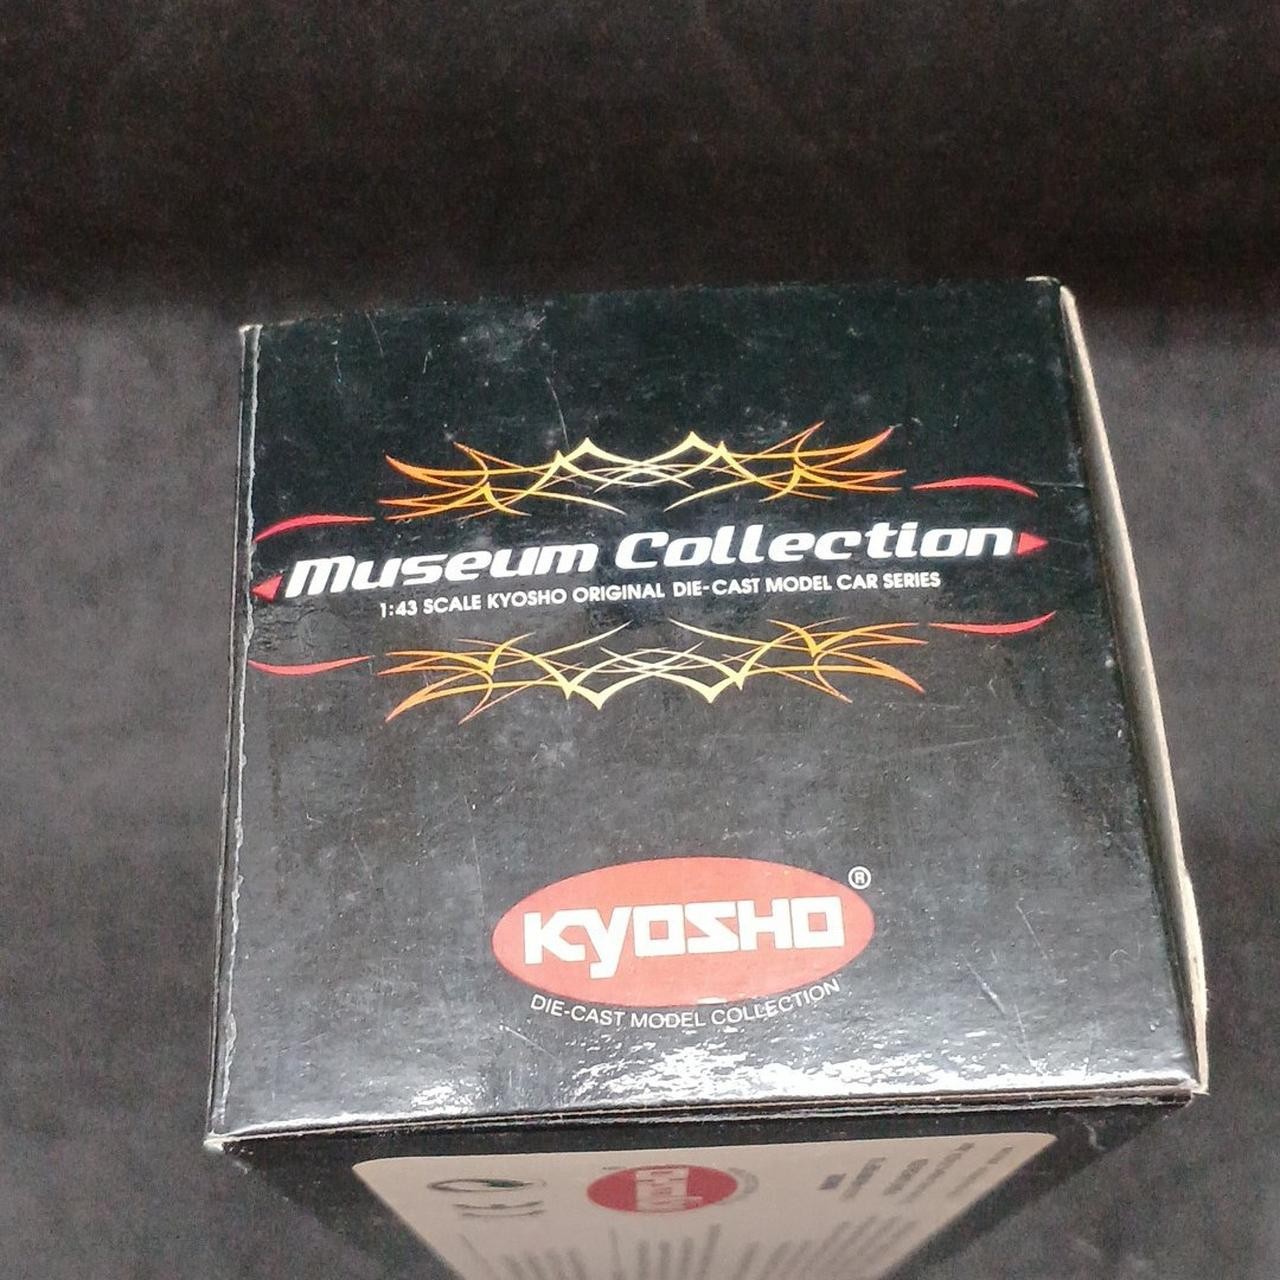 Museum Collection
1:43 SCALE KYOSHO ORIGINAL DIE-CAST MODEL CAR SERIES
KYOSHO ®
DIE-CAST MODEL COLLECTION